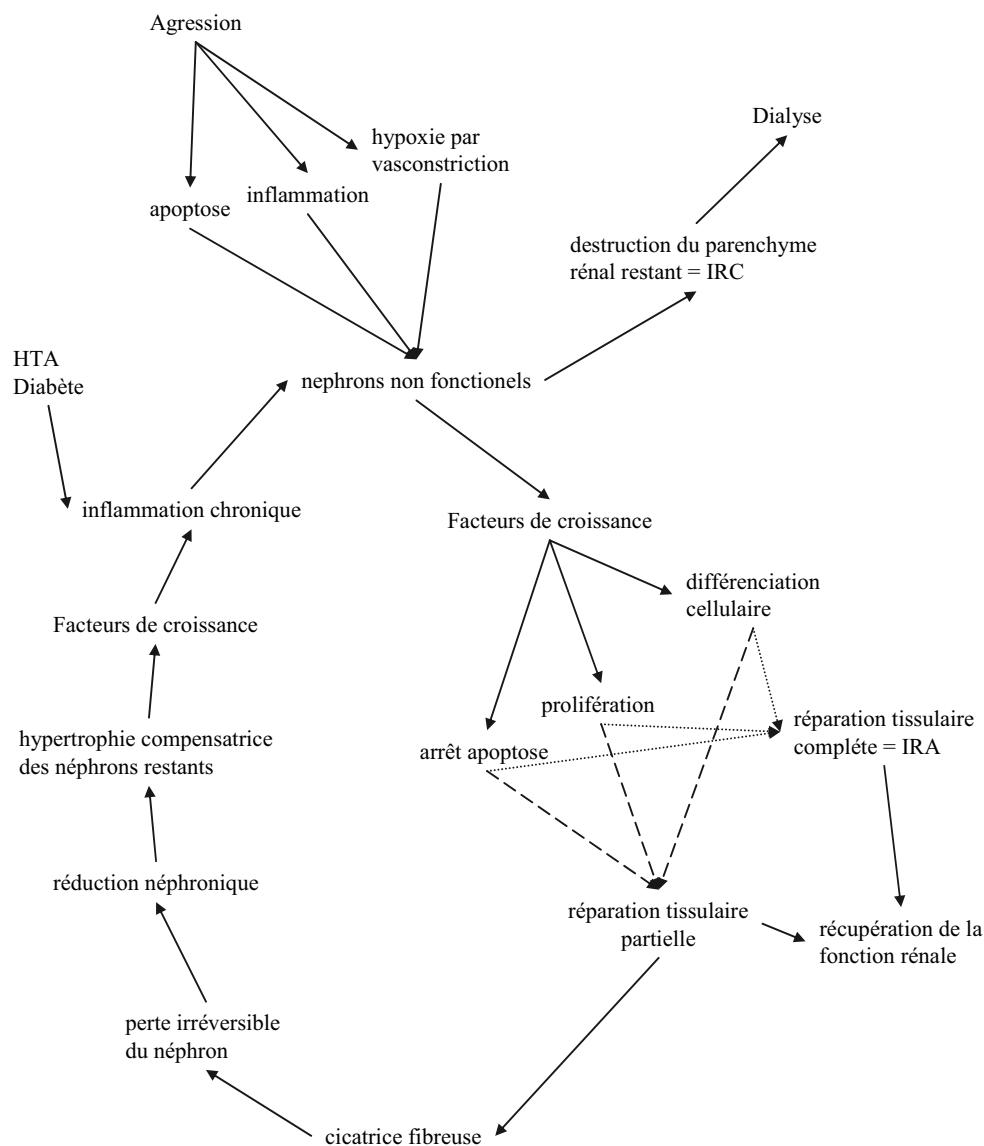 Agression
Dialyse
hypoxie par
vasconstriction
inflammation
apoptose
destruction du parenchyme
rénal restant = IRC
HTA
Diabète
nephrons non fonctionels
inflammation chronique
Facteurs de croissance
différenciation
cellulaire
Facteurs de croissance
prolifération
réparation tissulaire
compléte = IRA
arrêt apoptose
hypertrophie compensatrice
des néphrons restants
réduction néphronique
réparation tissulaire
partielle
récupération de la
fonction rénale
perte irréversible
du néphron
cicatrice fibreuse